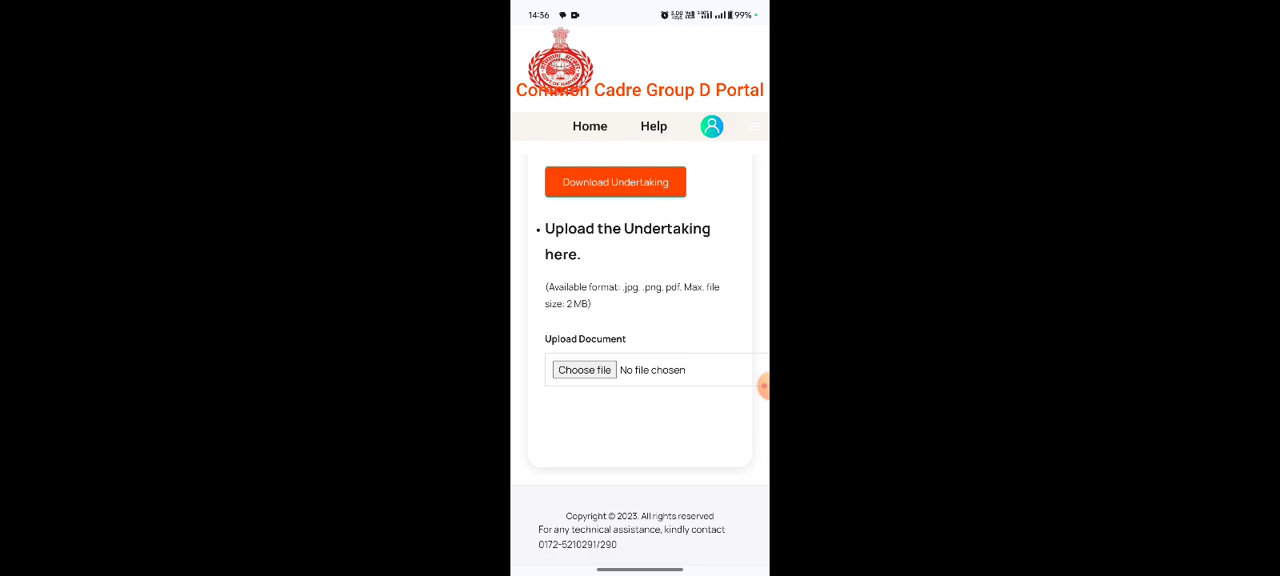 14:36
99%
Common Cadre Group D Portal
Home Help
Download Undertaking
• Upload the Undertaking
here.
(Available format: .jpg, .png, pdf. Max. file
size: 2 MB)
Upload Document
Choose file No file chosen
Copyright © 2023. All rights reserved
For any technical assistance, kindly contact
0172-5210291/290